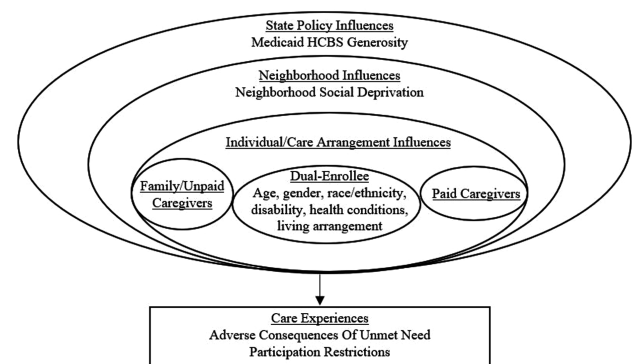 State Policy Influences
Medicaid HCBS Generosity
Neighborhood Influences
Neighborhood Social Deprivation
Individual/Care Arrangement Influences
Family/Unpaid
Caregivers
Dual-Enrollee
Age, gender, race/ethnicity,
disability, health conditions,
living arrangement
Paid Caregivers
Care Experiences
Adverse Consequences Of Unmet Need
Participation Restrictions